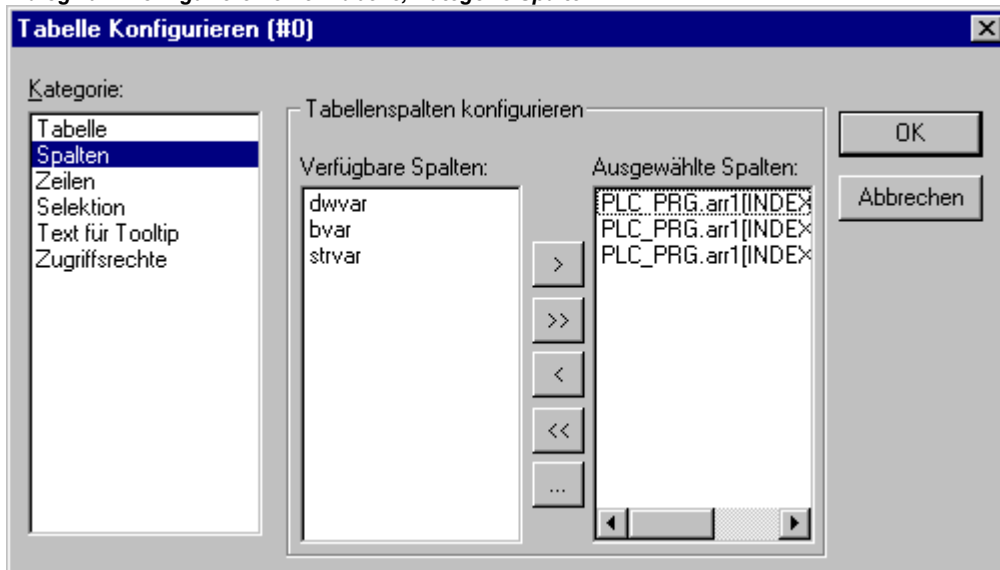 Tabelle Konfigurieren (#0)
Kategorie:
Tabelle
Spalten
Zeilen
Selektion
Text für Tooltip
Zugriffsrechte
Tabellenspalten konfigurieren
Verfügbare Spalten:
dwvar
bvar
strvar
>
>>
<
<<
...
Ausgewählte Spalten:
PLC_PRG.arr1[INDEX
PLC_PRG.arr1[INDEX
PLC_PRG.arr1[INDEX
OK
Abbrechen